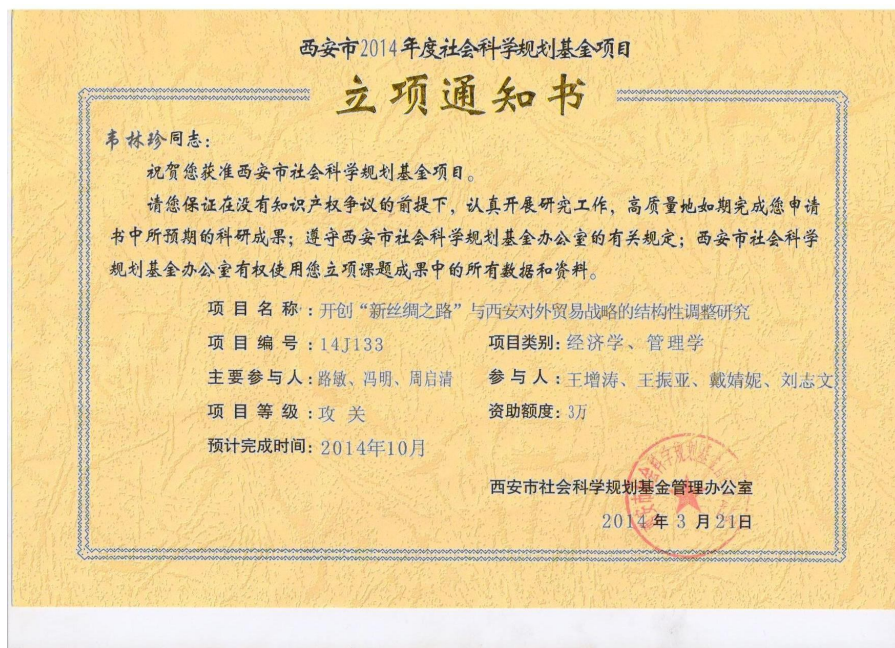 西安市2014年度社会科学规划基金项目
立项通知书
韦林珍同志：
祝贺您获准西安市社会科学规划基金项目。
请您保证在没有知识产权争议的前提下，认真开展研究工作，高质量地如期完成您申请
书中所预期的科研成果；遵守西安市社会科学规划基金办公室的有关规定；西安市社会科学
规划基金办公室有权使用您立项课题成果中的所有数据和资料。
项目名称：开创“新丝绸之路”与西安对外贸易战略的结构性调整研究
项目编号：14J133 项目类别：经济学、管理学
主要参与人：路敏、冯明、周启清 参与人：王增涛、王振亚、戴婧妮、刘志文
项目等级：攻关 资助额度：3万
预计完成时间：2014年10月
西安市社会科学规划基金管理办公室
2014年3月21日